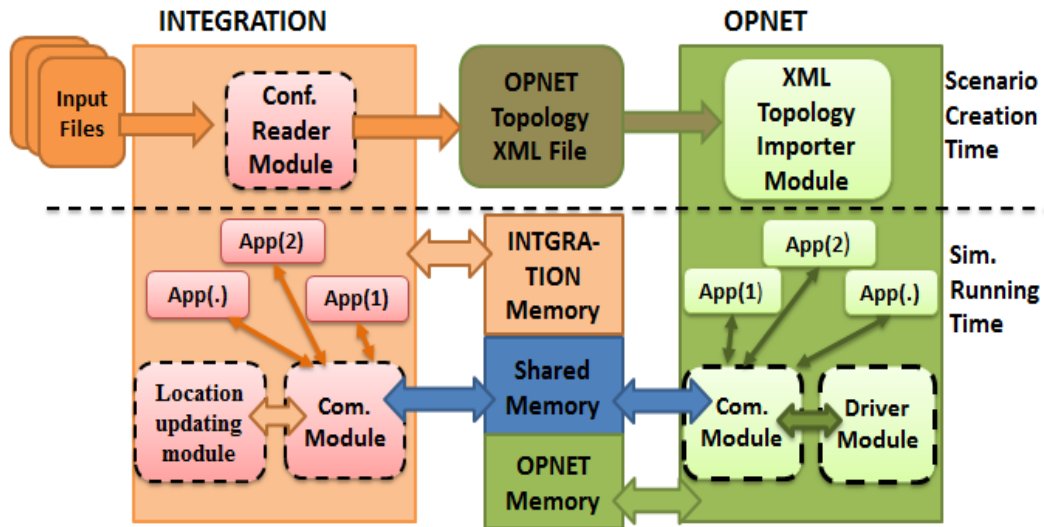 INTEGRATION
OPNET
Input
Files
Conf.
Reader
Module
OPNET
Topology
XML File
XML
Topology
Importer
Module
Scenario
Creation
Time
App(2)
App(.)
App(1)
INTGRA-
TION
Memory
App(2)
App(1)
App(.)
Sim.
Running
Time
Location
updating
module
Com.
Module
Shared
Memory
Com.
Module
Driver
Module
OPNET
Memory